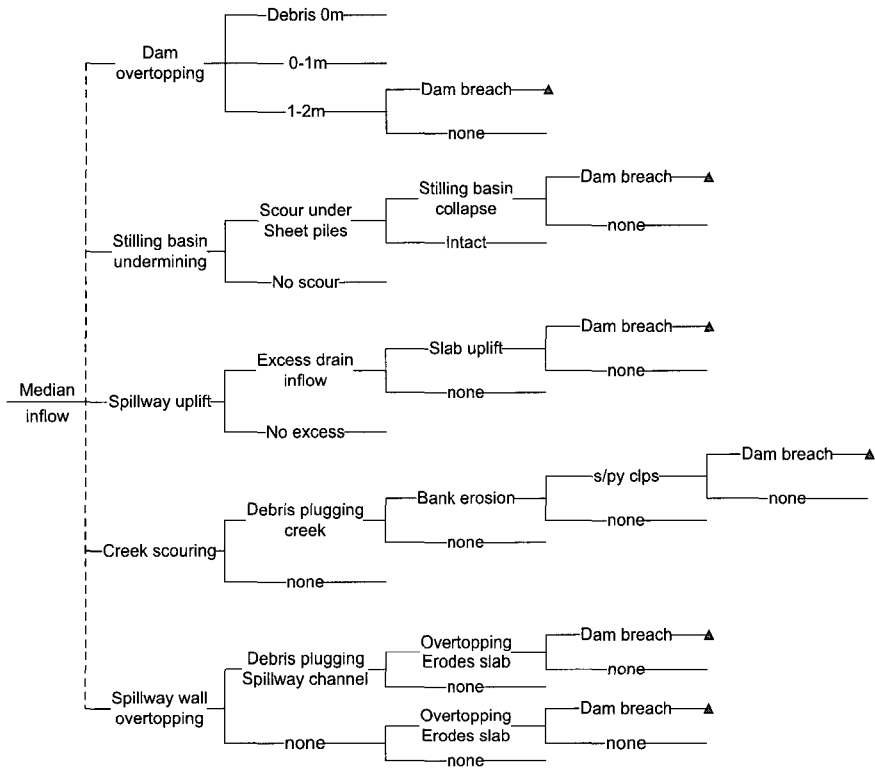 Debris 0m
Dam
overtopping
0-1m
Dam breach
1-2m
none
Dam breach
Stilling basin
collapse
Scour under
Sheet piles
none
Intact
Stilling basin
undermining
No scour
Dam breach
Slab uplift
Excess drain
inflow
none
none
Median
inflow
Spillway uplift
No excess
Dam breach
s/py clps
Bank erosion
none
Debris plugging
creek
none
none
Creek scouring
none
Dam breach
Overtopping
Erodes slab
Debris plugging
Spillway channel
none
none
Spillway wall
overtopping
Dam breach
Overtopping
Erodes slab
none
none
none